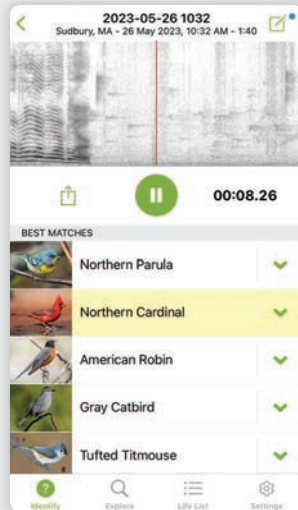 2023-05-26 1032
Sudbury, MA - 26 May 2023, 10:32 AM - 1:40
00:08.26
BEST MATCHES
Northern Parula
Northern Cardinal
American Robin
Gray Catbird
Tufted Titmouse
? 
Identify
Explore
Life List
Settings